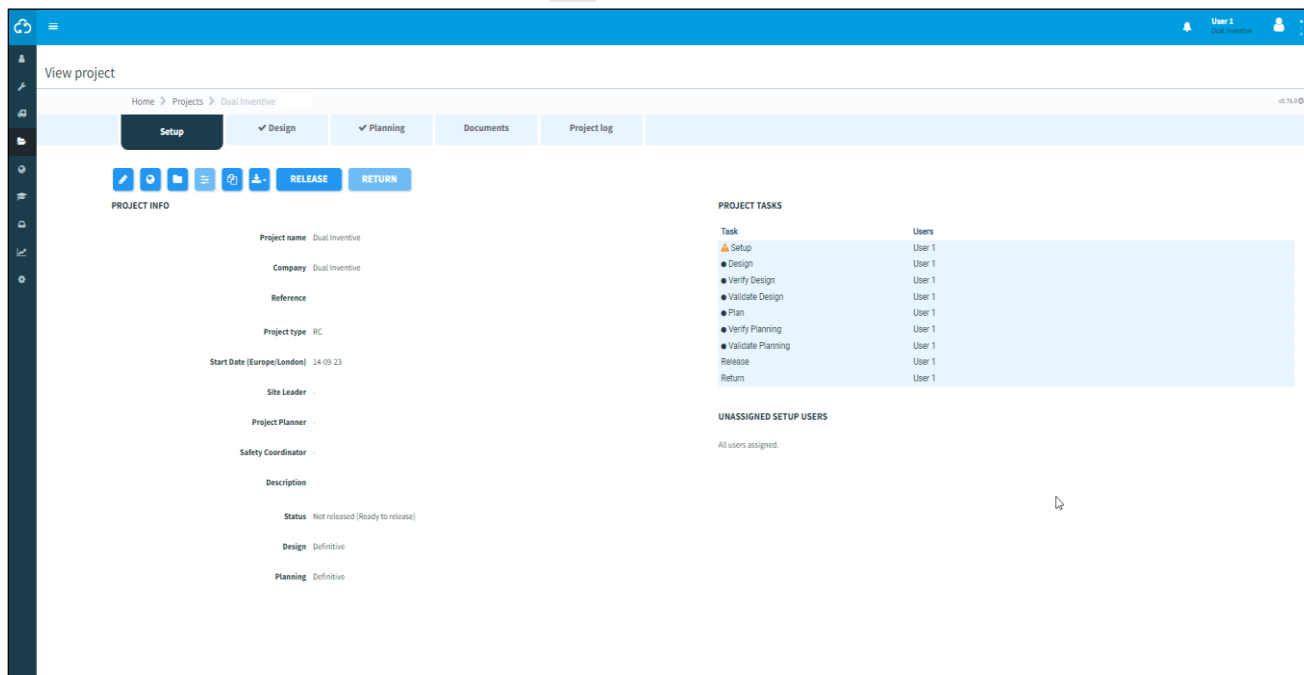 User 1
Dual Inventive
View project
Home Projects Dual Inventive
v5.76.0
Setup Design Planning Documents Project log
RELEASE RETURN
PROJECT INFO
Project name Dual Inventive
Company Dual Inventive
Reference
Project type RC
Start Date (Europe/London) 14-09-23
Site Leader -
Project Planner -
Safety Coordinator -
Description
Status Not released (Ready to release)
Design Definitive
Planning Definitive
PROJECT TASKS
Task Users
Setup User 1
Design User 1
Verify Design User 1
Validate Design User 1
Plan User 1
Verify Planning User 1
Validate Planning User 1
Release User 1
Return User 1
UNASSIGNED SETUP USERS
All users assigned.